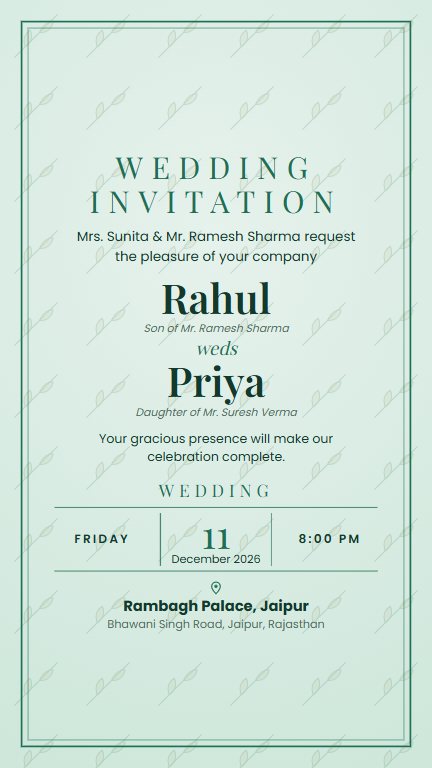 WEDDING
INVITATION
Mrs. Sunita & Mr. Ramesh Sharma request
the pleasure of your company
Rahul
Son of Mr. Ramesh Sharma
weds
Priya
Daughter of Mr. Suresh Verma
Your gracious presence will make our
celebration complete.
WEDDING
FRIDAY
11
December 2026
8:00 PM
Rambagh Palace, Jaipur
Bhawani Singh Road, Jaipur, Rajasthan